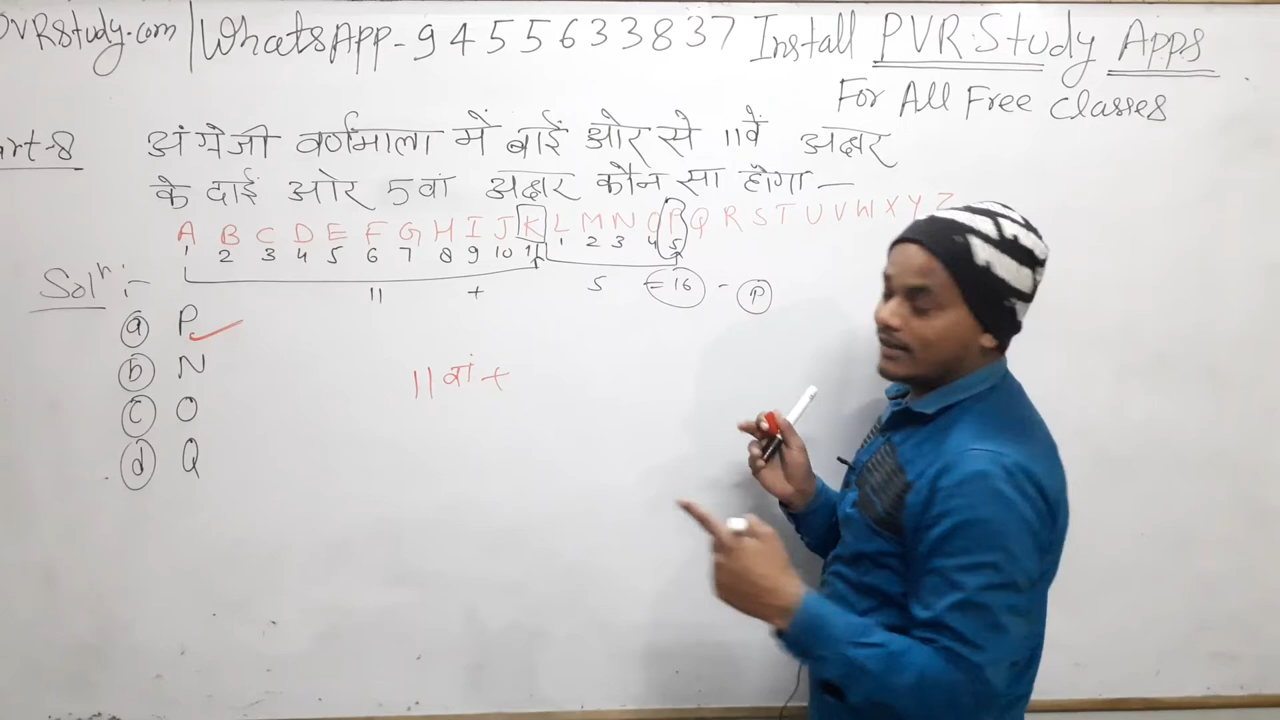 PVRStudy.com | WhatsApp - 9455633837 Install PVR Study Apps
For All Free Classes
art-8 अंग्रेजी वर्णमाला में बाईं ओर से 11वें अक्षर
के दाईं ओर 5वां अक्षर कौन सा होगा —
A B C D E F G H I J K L M N O P Q R S T U V W X Y Z
1 2 3 4 5 6 7 8 9 10 11 1 2 3 4 5
Solⁿ :-
11 + 5 = 16 - P
(a) P ✓
(b) N
11वां +
(c) O
(d) Q